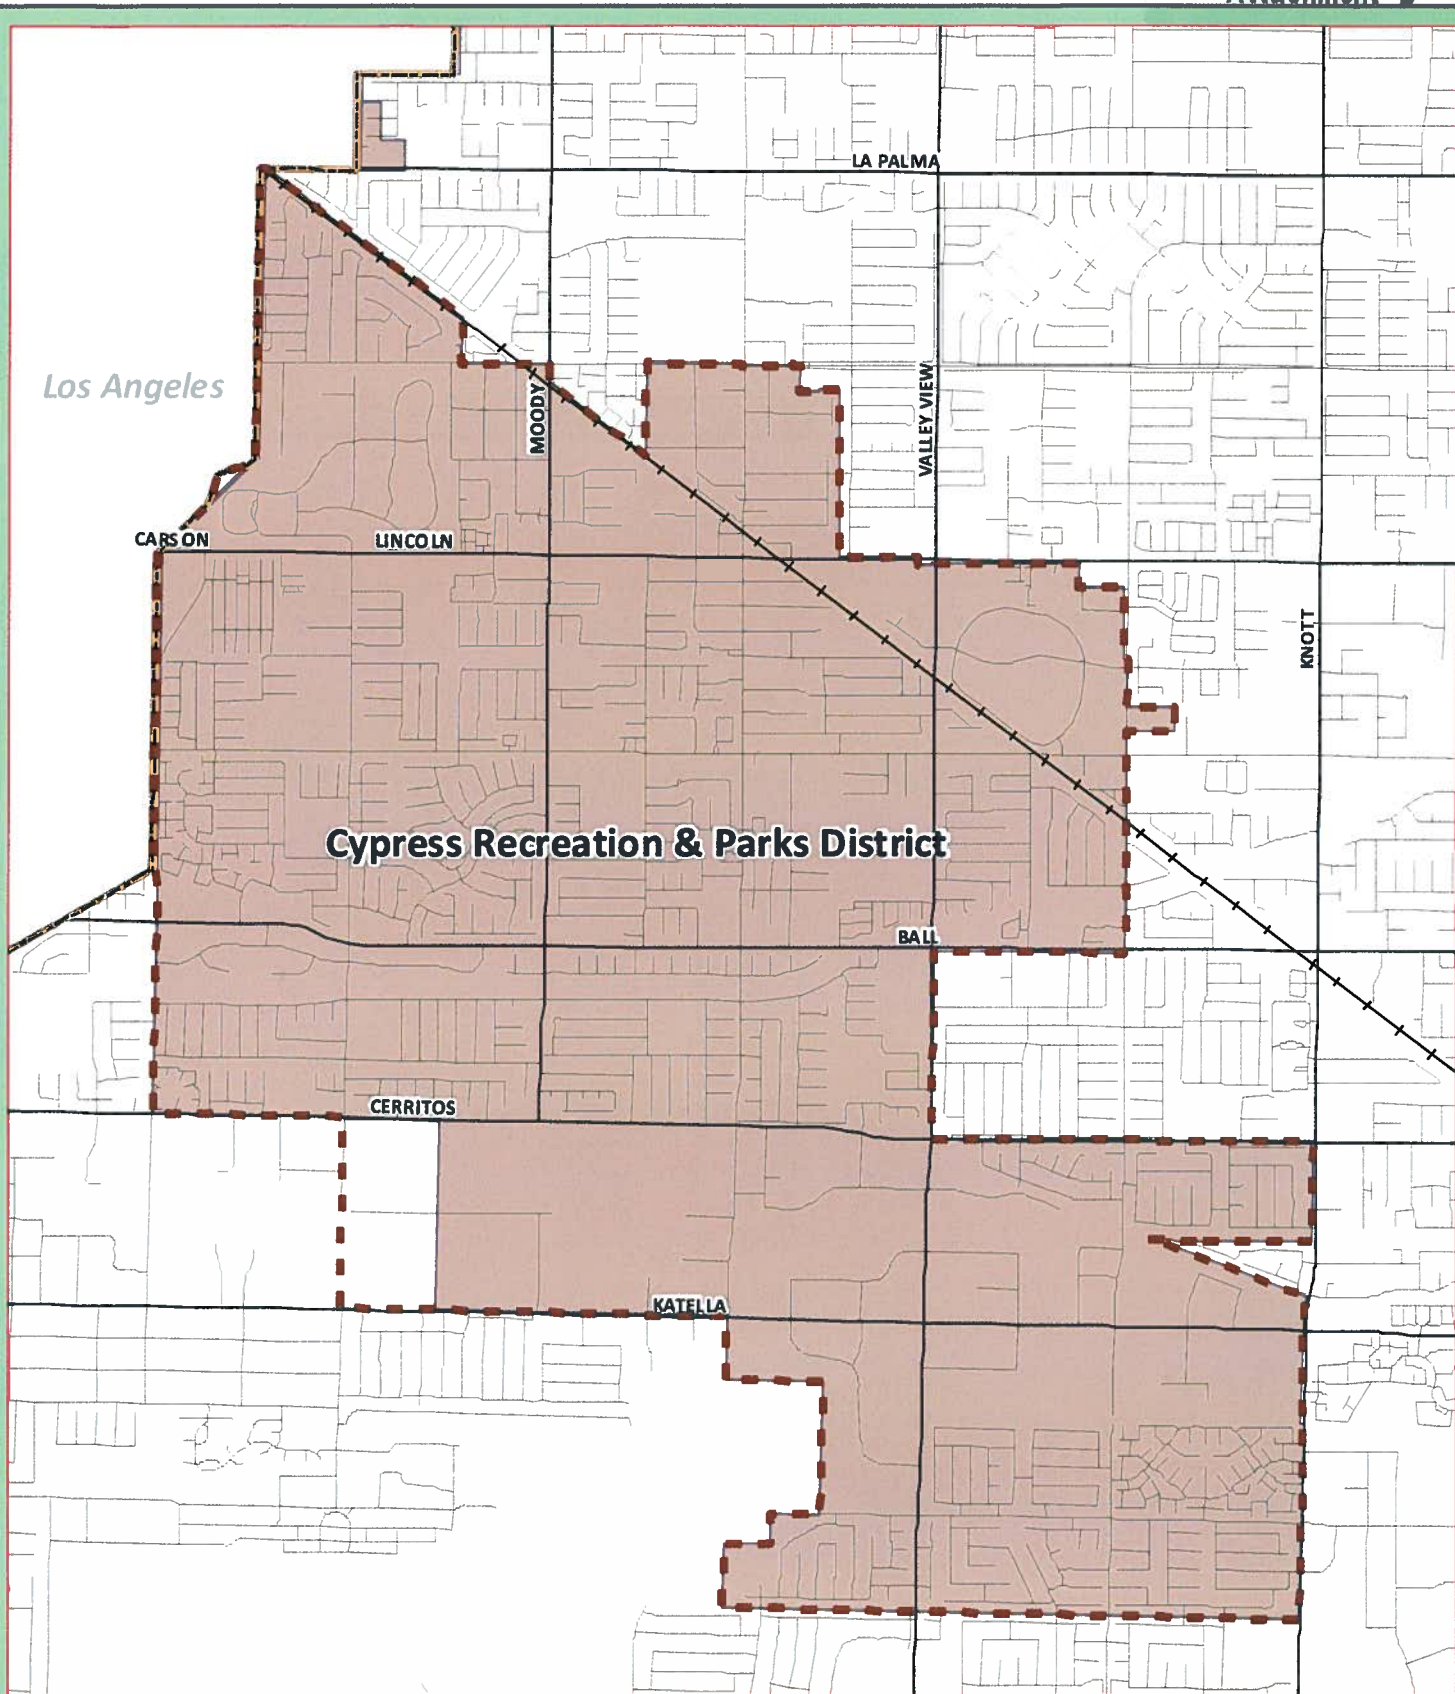 LA PALMA
Los Angeles
MOODY
VALLEY VIEW
CARSON
LINCOLN
KNOTT
Cypress Recreation & Parks District
BALL
CERRITOS
KATELLA